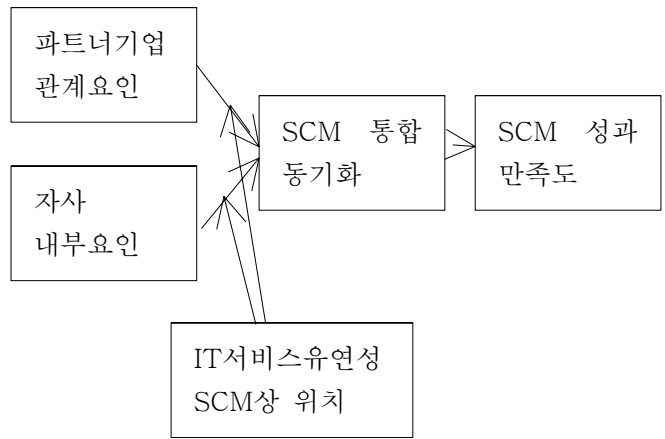 파트너기업
관계요인
SCM 통합
동기화
SCM 성과
만족도
자사
내부요인
IT서비스유연성
SCM상 위치